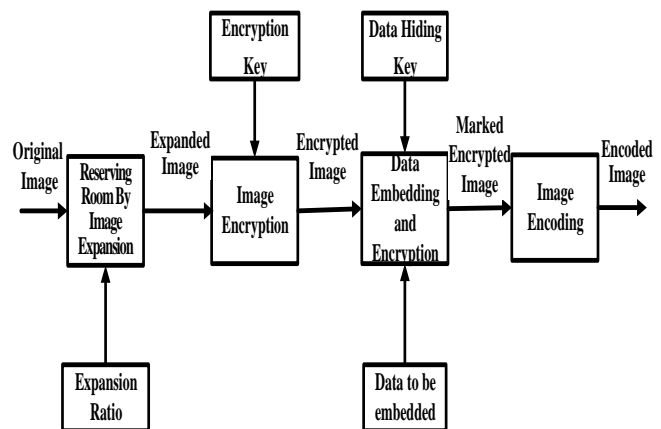 Encryption
Key
Data Hiding
Key
Original
Image
Reserving
Room By
Image
Expansion
Expanded
Image
Image
Encryption
Encrypted
Image
Data
Embedding
and
Encryption
Marked
Encrypted
Image
Image
Encoding
Encoded
Image
Expansion
Ratio
Data to be
embedded